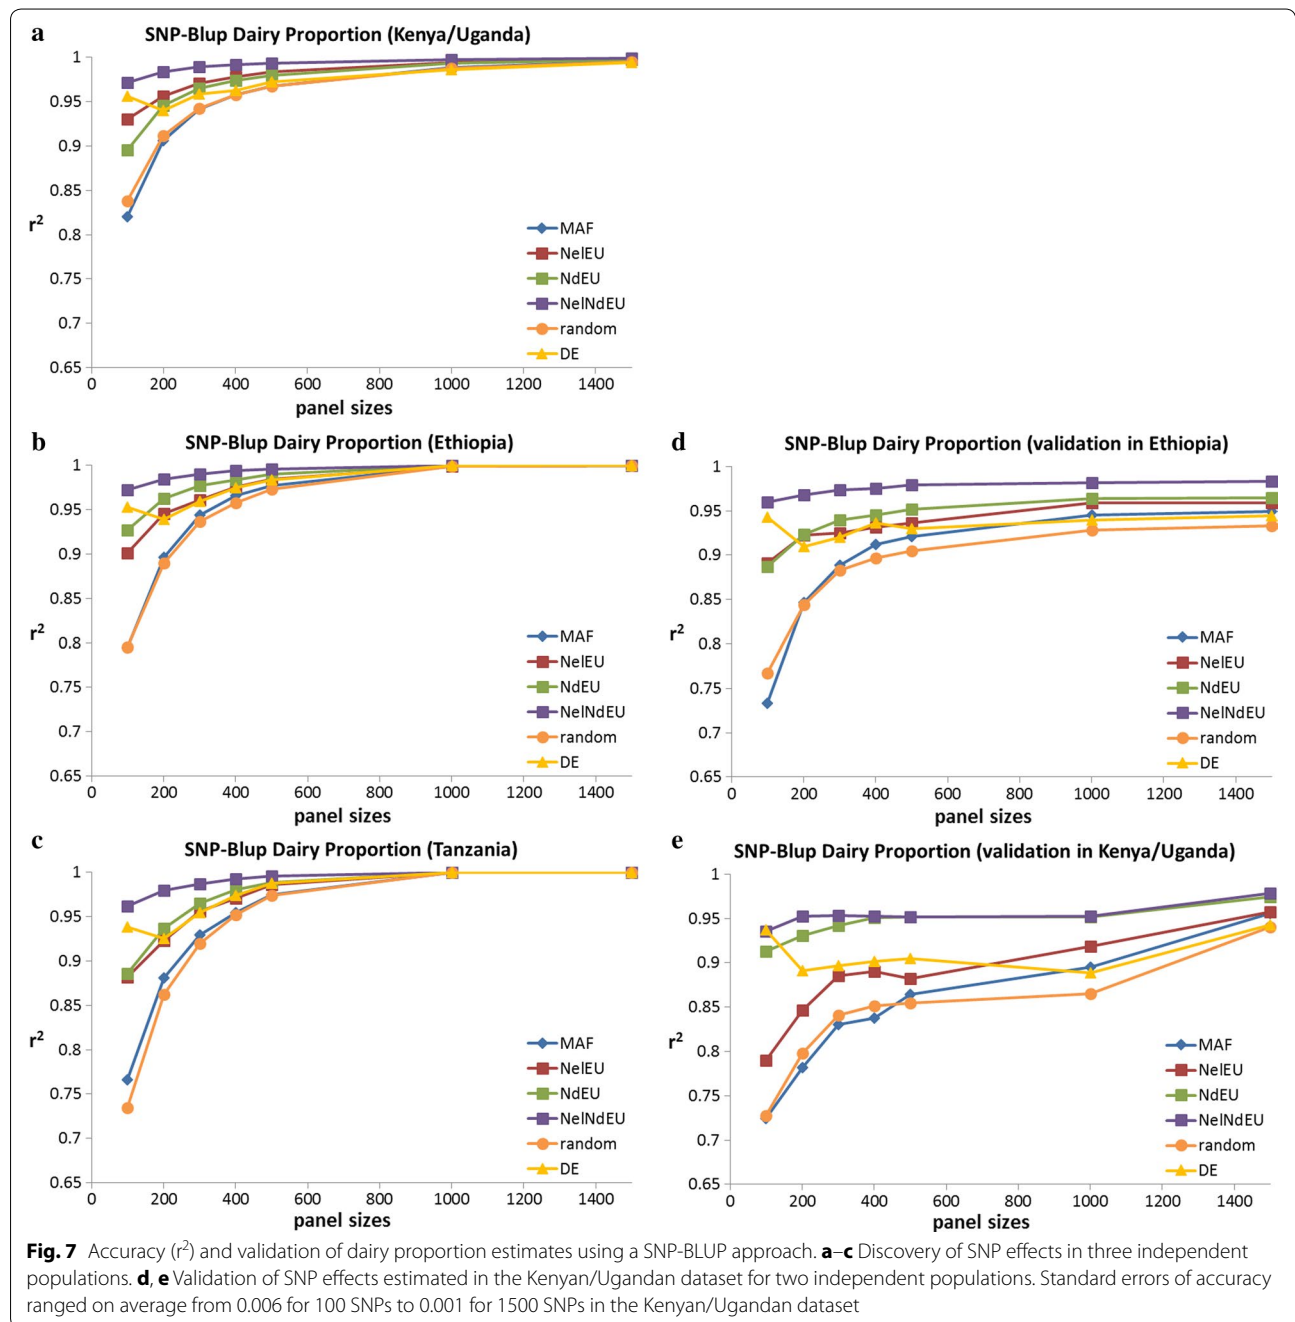 a
SNP-Blup Dairy Proportion (Kenya/Uganda)
1
0.95
0.9
0.85
0.8
0.75
0.7
0.65
r²
0 200 400 600 800 1000 1200 1400
panel sizes
MAF
NelEU
NdEU
NelNdEU
random
DE
b
SNP-Blup Dairy Proportion (Ethiopia)
1
0.95
0.9
0.85
0.8
0.75
0.7
0.65
r²
0 200 400 600 800 1000 1200 1400
panel sizes
MAF
NelEU
NdEU
NelNdEU
random
DE
d
SNP-Blup Dairy Proportion (validation in Ethiopia)
1
0.95
0.9
0.85
0.8
0.75
0.7
0.65
r²
0 200 400 600 800 1000 1200 1400
panel sizes
MAF
NelEU
NdEU
NelNdEU
random
DE
c
SNP-Blup Dairy Proportion (Tanzania)
1
0.95
0.9
0.85
0.8
0.75
0.7
0.65
r²
0 200 400 600 800 1000 1200 1400
panel sizes
MAF
NelEU
NdEU
NelNdEU
random
DE
e
SNP-Blup Dairy Proportion (validation in Kenya/Uganda)
1
0.95
0.9
0.85
0.8
0.75
0.7
0.65
r²
0 200 400 600 800 1000 1200 1400
panel sizes
MAF
NelEU
NdEU
NelNdEU
random
DE
Fig. 7 Accuracy (r²) and validation of dairy proportion estimates using a SNP-BLUP approach. a–c Discovery of SNP effects in three independent
populations. d, e Validation of SNP effects estimated in the Kenyan/Ugandan dataset for two independent populations. Standard errors of accuracy
ranged on average from 0.006 for 100 SNPs to 0.001 for 1500 SNPs in the Kenyan/Ugandan dataset